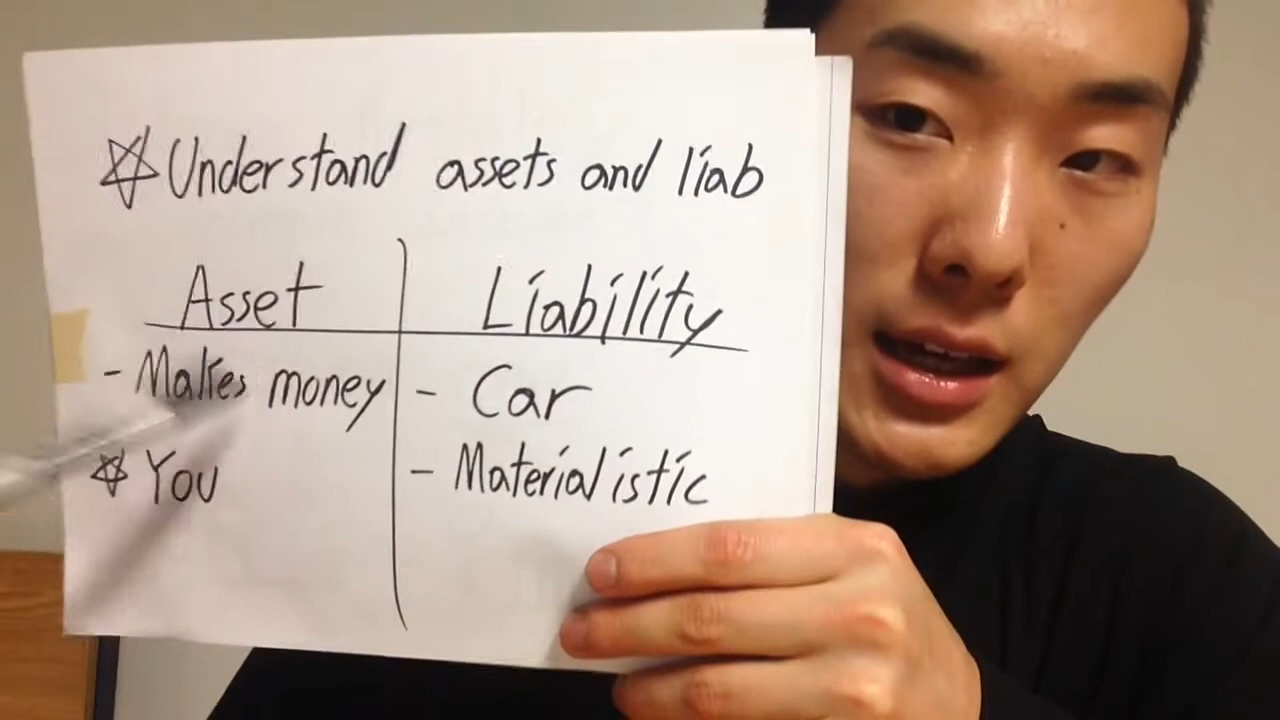 ☆ Understand assets and liab
Asset Liability
- Makes money - Car
☆ You - Materialistic